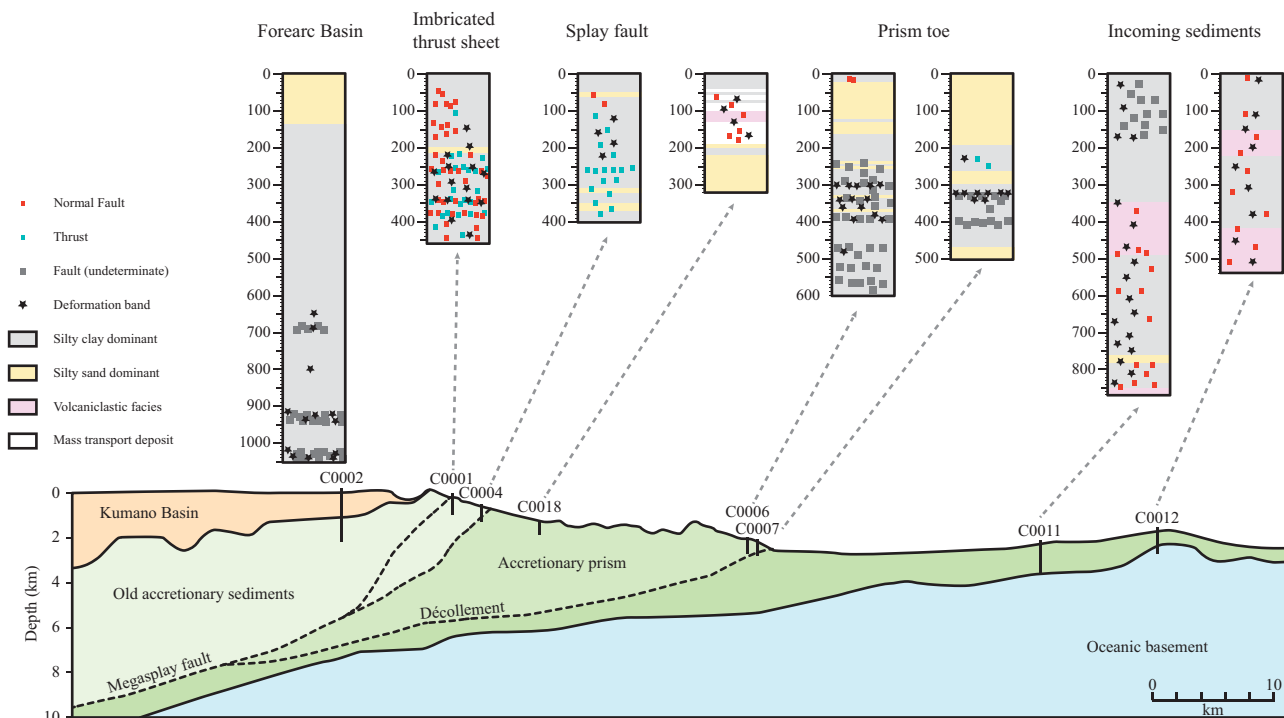 Forearc Basin
Imbricated
thrust sheet
Splay fault
Prism toe
Incoming sediments
Normal Fault
Thrust
Fault (undeterminate)
Deformation band
Silty clay dominant
Silty sand dominant
Volcaniclastic facies
Mass transport deposit
0
100
200
300
400
500
600
700
800
900
1000
0
100
200
300
400
0
100
200
300
400
0
100
200
300
0
100
200
300
400
500
600
0
100
200
300
400
500
0
100
200
300
400
500
600
700
800
0
100
200
300
400
500
C0002
C0001
C0004
C0018
C0006
C0007
C0011
C0012
0
2
4
6
8
10
Depth (km)
Kumano Basin
Old accretionary sediments
Accretionary prism
Décollement
Megasplay fault
Oceanic basement
0
10
km